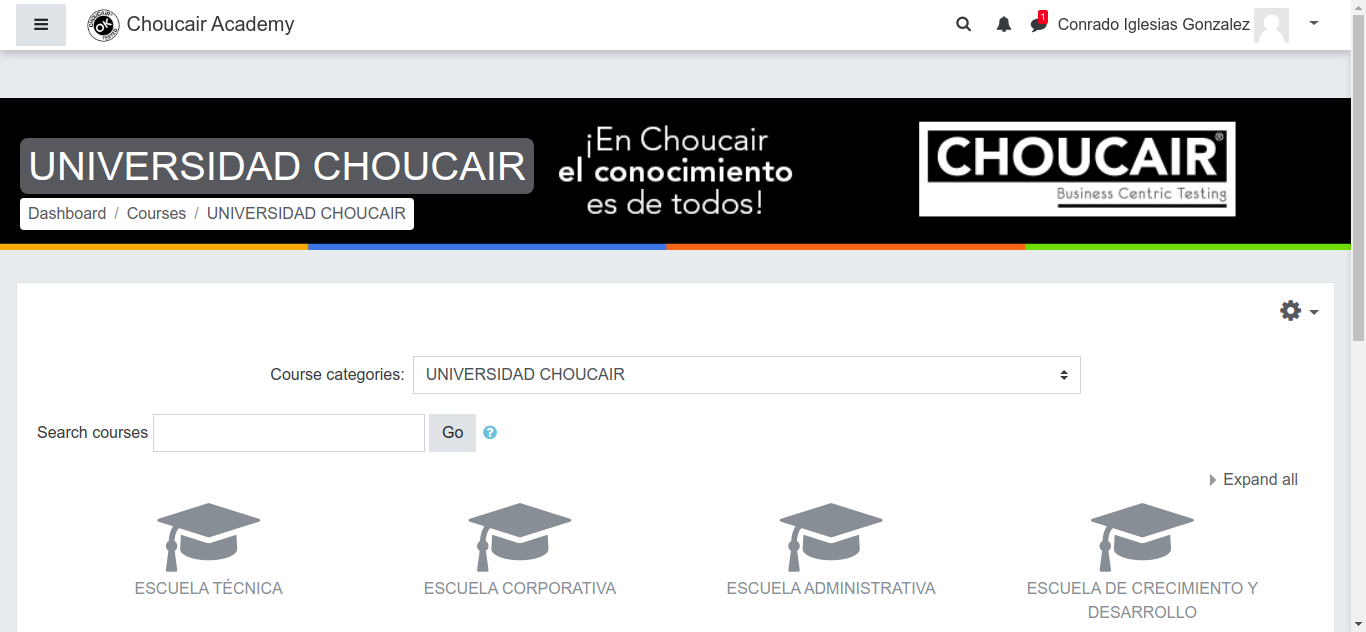 Choucair Academy
1
Conrado Iglesias Gonzalez
UNIVERSIDAD CHOUCAIR
Dashboard / Courses / UNIVERSIDAD CHOUCAIR
¡En Choucair
el conocimiento
es de todos!
CHOUCAIR®
Business Centric Testing
Course categories: UNIVERSIDAD CHOUCAIR
Search courses Go ?
Expand all
ESCUELA TÉCNICA
ESCUELA CORPORATIVA
ESCUELA ADMINISTRATIVA
ESCUELA DE CRECIMIENTO Y
DESARROLLO